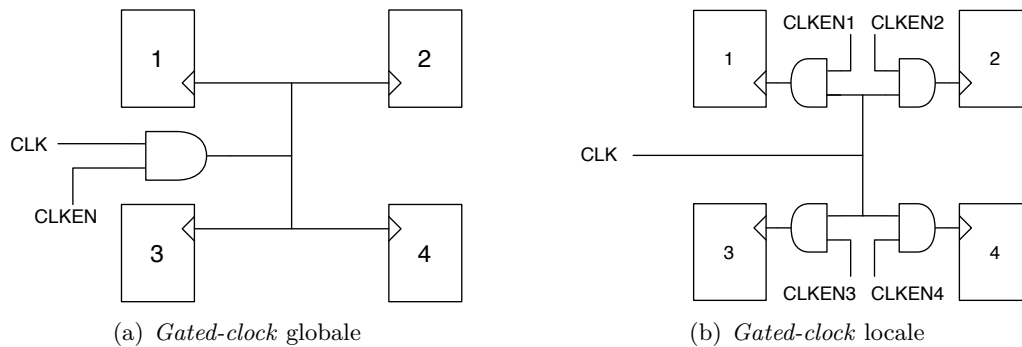 CLKEN1 CLKEN2
1 2 1 2
CLK
CLK
CLKEN
3 4 3 4
CLKEN3 CLKEN4
(a) Gated-clock globale
(b) Gated-clock locale